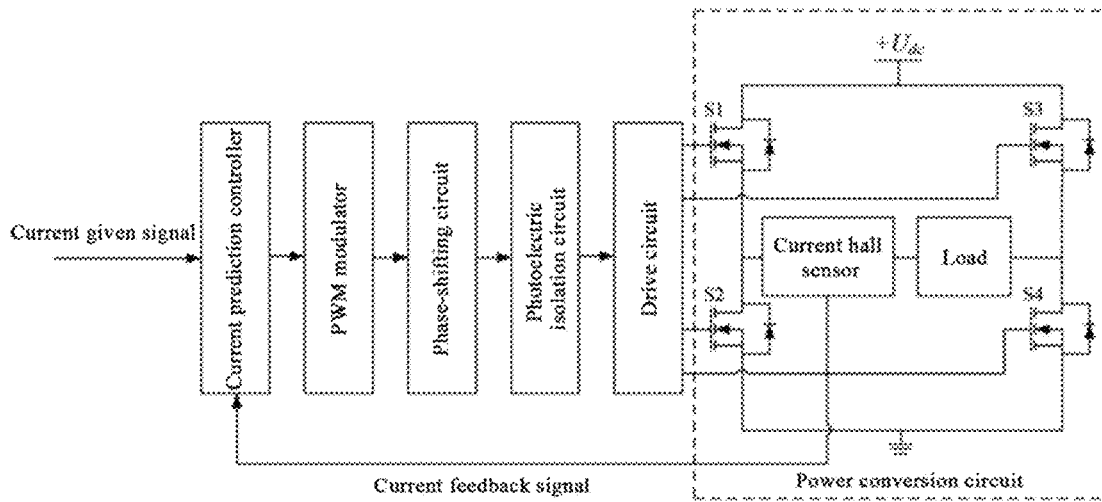 +U_dc
S1
S3
Current given signal
Current prediction controller
PWM modulator
Phase-shifting circuit
Photoelectric
isolation circuit
Drive circuit
Current hall
sensor
Load
S2
S4
Current feedback signal
Power conversion circuit